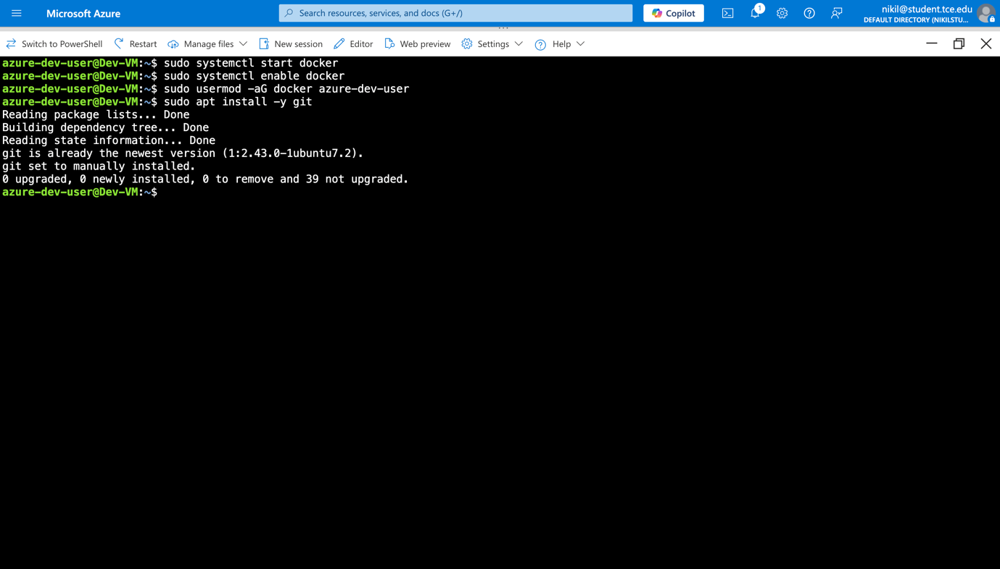 Microsoft Azure
Search resources, services, and docs (G+/)
Copilot
1
nikil@student.tce.edu
DEFAULT DIRECTORY (NIKILSTU...
Switch to PowerShell Restart Manage files New session Editor Web preview Settings Help
azure-dev-user@Dev-VM:~$ sudo systemctl start docker
azure-dev-user@Dev-VM:~$ sudo systemctl enable docker
azure-dev-user@Dev-VM:~$ sudo usermod -aG docker azure-dev-user
azure-dev-user@Dev-VM:~$ sudo apt install -y git
Reading package lists... Done
Building dependency tree... Done
Reading state information... Done
git is already the newest version (1:2.43.0-1ubuntu7.2).
git set to manually installed.
0 upgraded, 0 newly installed, 0 to remove and 39 not upgraded.
azure-dev-user@Dev-VM:~$